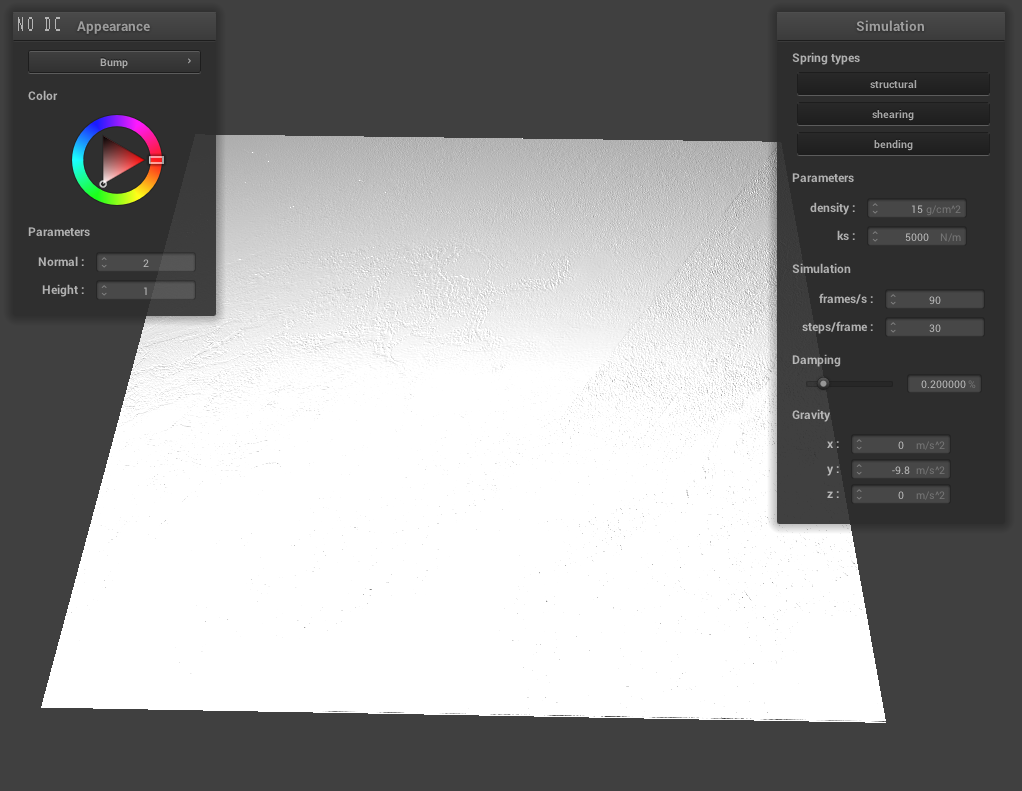 NO DC
Appearance
Bump
Color
Parameters
Normal : 2
Height : 1
Simulation
Spring types
structural
shearing
bending
Parameters
density : 15 g/cm^2
ks : 5000 N/m
Simulation
frames/s : 90
steps/frame : 30
Damping
0.200000 %
Gravity
x : 0 m/s^2
y : -9.8 m/s^2
z : 0 m/s^2